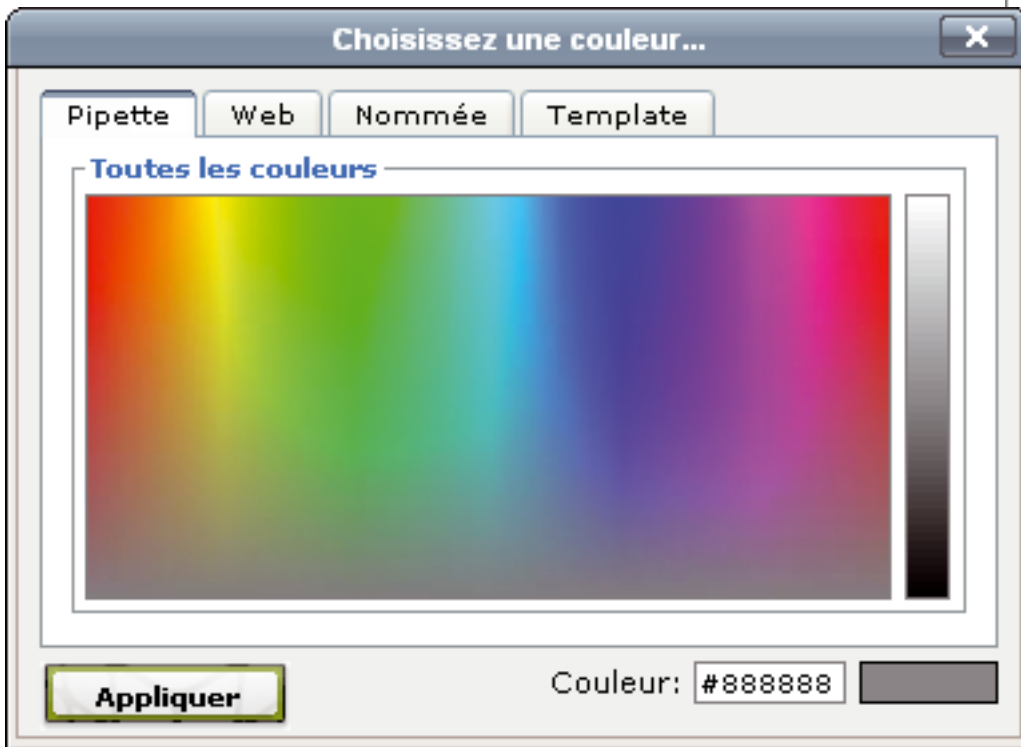 Choisissez une couleur...
Pipette Web Nommée Template
Toutes les couleurs
Appliquer Couleur: #888888